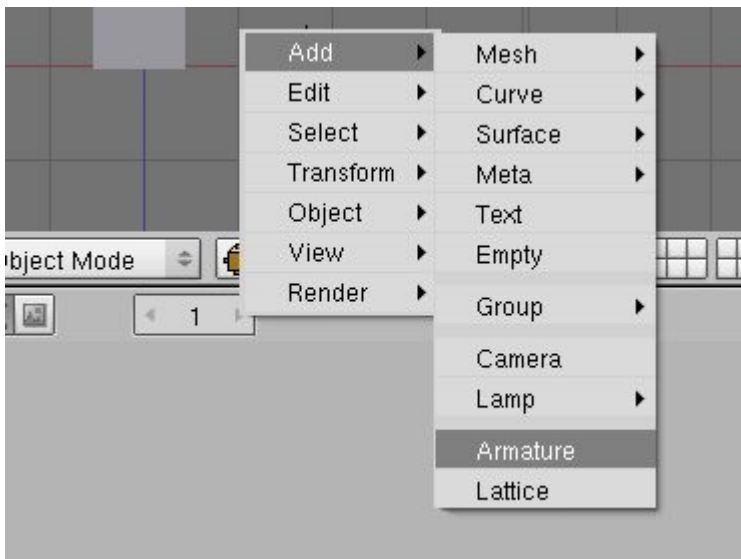 Add
Edit
Select
Transform
Object
View
Render
Mesh
Curve
Surface
Meta
Text
Empty
Group
Camera
Lamp
Armature
Lattice
bject Mode
1